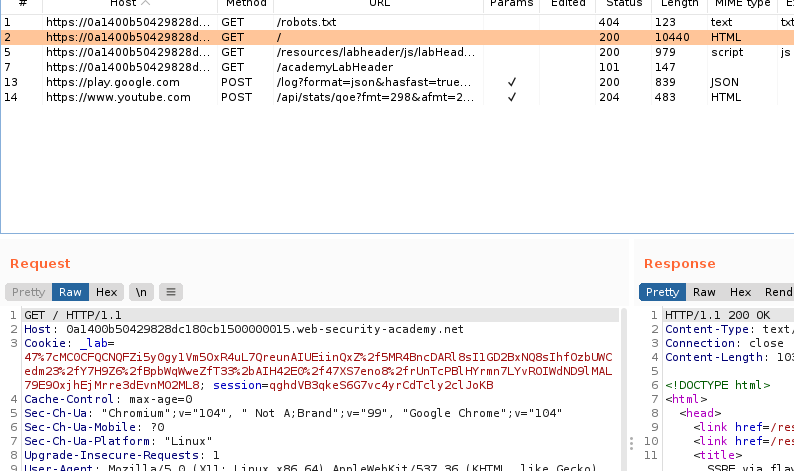 # Host Method URL Params Edited Status Length MIME type E
1 https://0a1400b50429828d... GET /robots.txt 404 123 text txt
2 https://0a1400b50429828d... GET / 200 10440 HTML
5 https://0a1400b50429828d... GET /resources/labheader/js/labHead... 200 979 script js
7 https://0a1400b50429828d... GET /academyLabHeader 101 147
13 https://play.google.com POST /log?format=json&hasfast=true... ✓ 200 839 JSON
14 https://www.youtube.com POST /api/stats/qoe?fmt=298&afmt=2... ✓ 204 483 HTML
Request
Pretty Raw Hex \n ≡
1 GET / HTTP/1.1
2 Host: 0a1400b50429828dc180cb1500000015.web-security-academy.net
3 Cookie: _lab=
47%7cMC0CFQCNQFZi5y0gy1Vm5OxR4uL7QreunAIUEiinQxZ%2f5MR4BncDARl8sI1GD2BxNQ8sIhfOzbUWC
edm23%2fY7H9Z6%2fBpbWqWweZfT33%2bAIH42E0%2f47XS7eno8%2frUnTcPBlHYrmn7LYvROIWdND9lMAL
79E9OxjhEjMrre3dEvnMO2ML8; session=qghdVB3qkeS6G7vc4yrCdTcly2clJoKB
4 Cache-Control: max-age=0
5 Sec-Ch-Ua: "Chromium";v="104", " Not A;Brand";v="99", "Google Chrome";v="104"
6 Sec-Ch-Ua-Mobile: ?0
7 Sec-Ch-Ua-Platform: "Linux"
8 Upgrade-Insecure-Requests: 1
9 User-Agent: Mozilla/5.0 (X11; Linux x86_64) AppleWebKit/537.36 (KHTML, like Gecko)
Response
Pretty Raw Hex Rend
1 HTTP/1.1 200 OK
2 Content-Type: text/
3 Connection: close
4 Content-Length: 103
5
6 <!DOCTYPE html>
7 <html>
8 <head>
9 <link href=/res
10 <link href=/res
11 <title>
SSRF via flaw